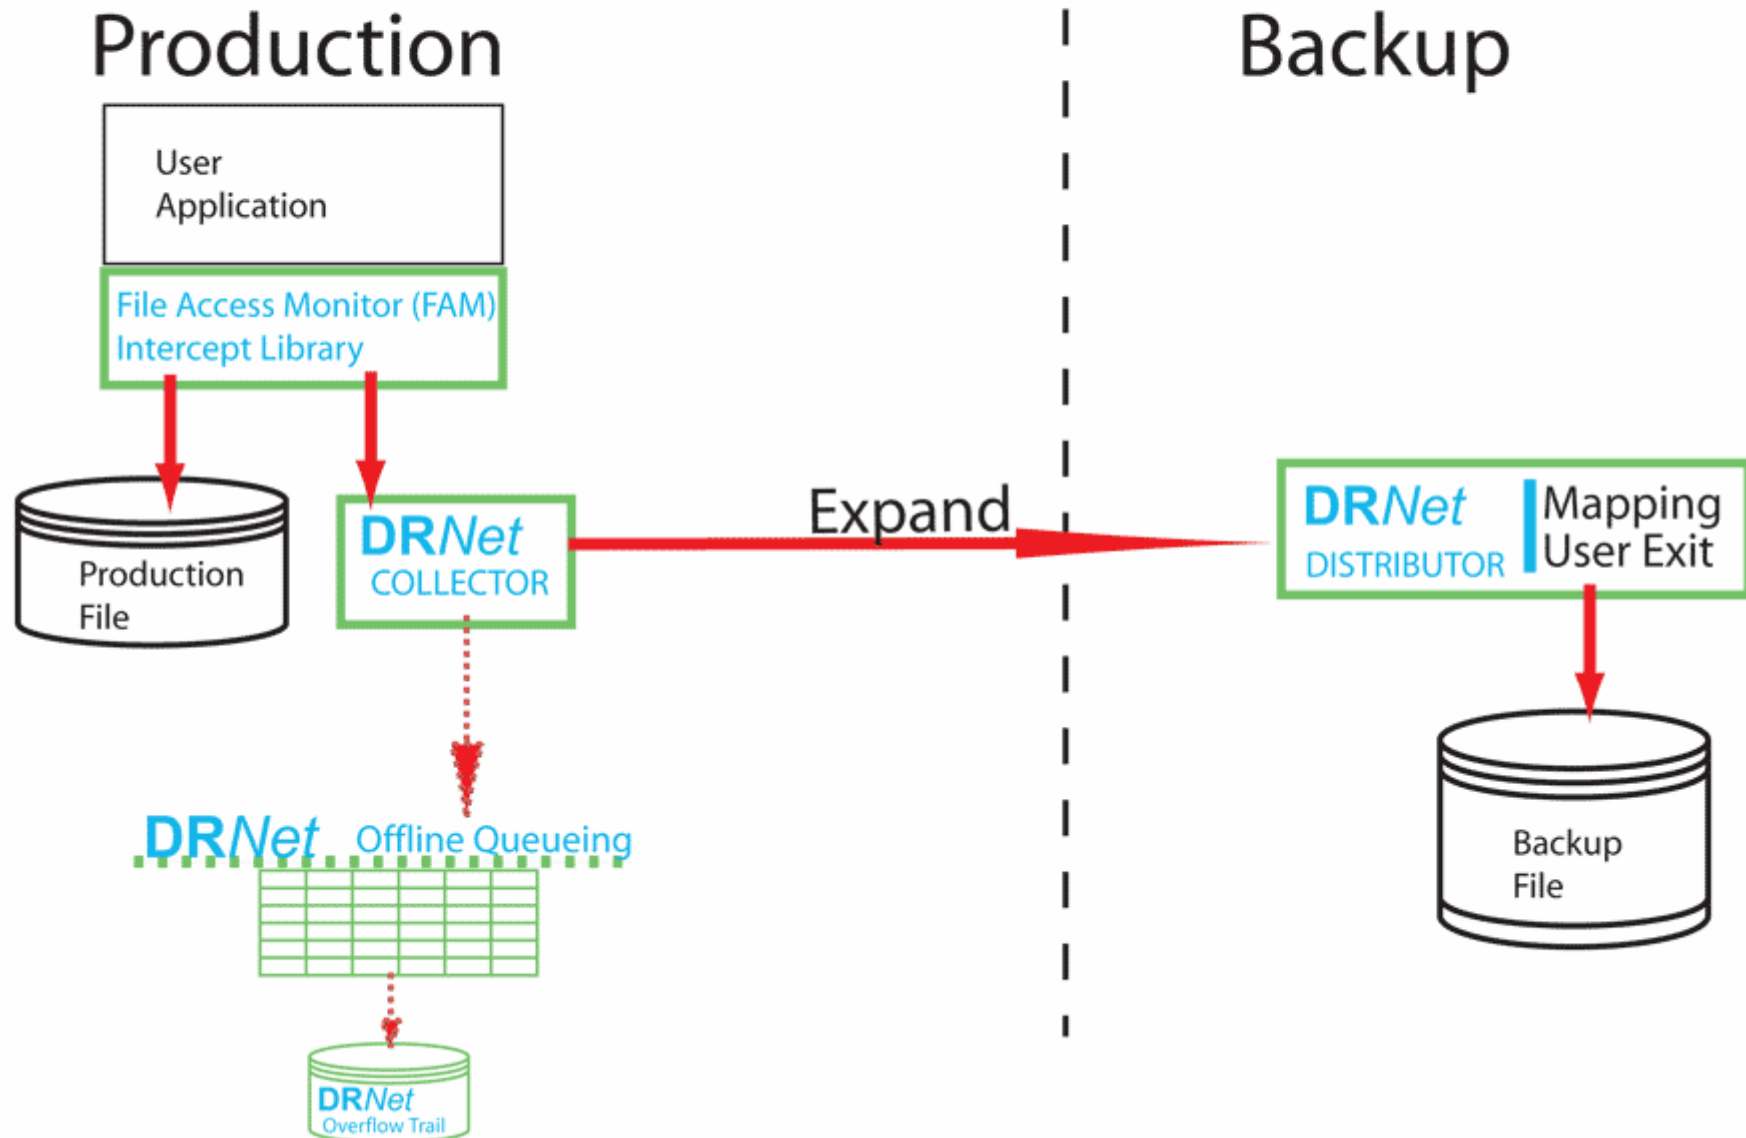 Production
Backup
User
Application
File Access Monitor (FAM)
Intercept Library
Production
File
DRNet
COLLECTOR
Expand
DRNet
DISTRIBUTOR
Mapping
User Exit
DRNet Offline Queueing
Backup
File
DRNet
Overflow Trail